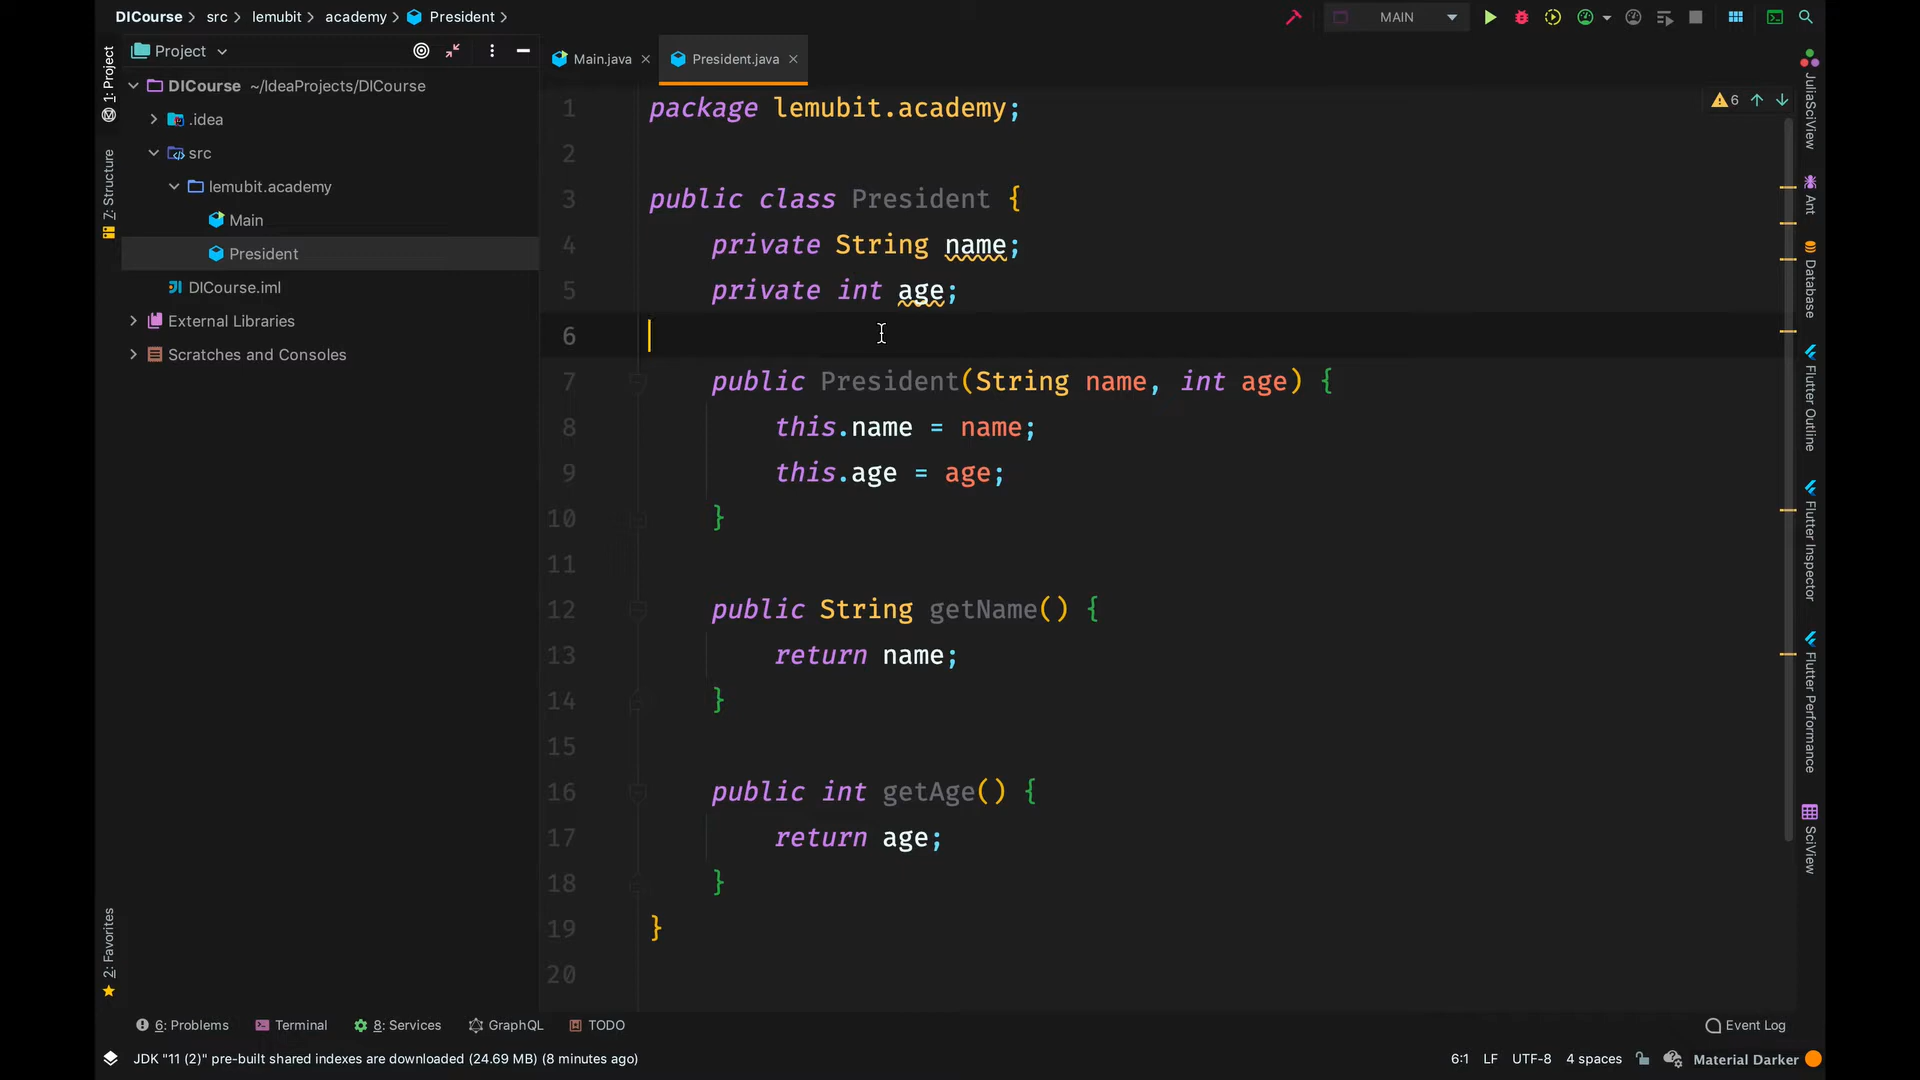 DICourse > src > lemubit > academy > President >
MAIN
Project
Main.java
President.java
1: Project
7: Structure
2: Favorites
DICourse ~/IdeaProjects/DICourse
.idea
src
lemubit.academy
Main
President
DICourse.iml
External Libraries
Scratches and Consoles
1 package lemubit.academy;
2
3 public class President {
4 private String name;
5 private int age;
6
7 public President(String name, int age) {
8 this.name = name;
9 this.age = age;
10 }
11
12 public String getName() {
13 return name;
14 }
15
16 public int getAge() {
17 return age;
18 }
19 }
20
6
JuliaSciView
Ant
Database
Flutter Outline
Flutter Inspector
Flutter Performance
SciView
6: Problems
Terminal
8: Services
GraphQL
TODO
Event Log
JDK "11 (2)" pre-built shared indexes are downloaded (24.69 MB) (8 minutes ago)
6:1 LF UTF-8 4 spaces Material Darker